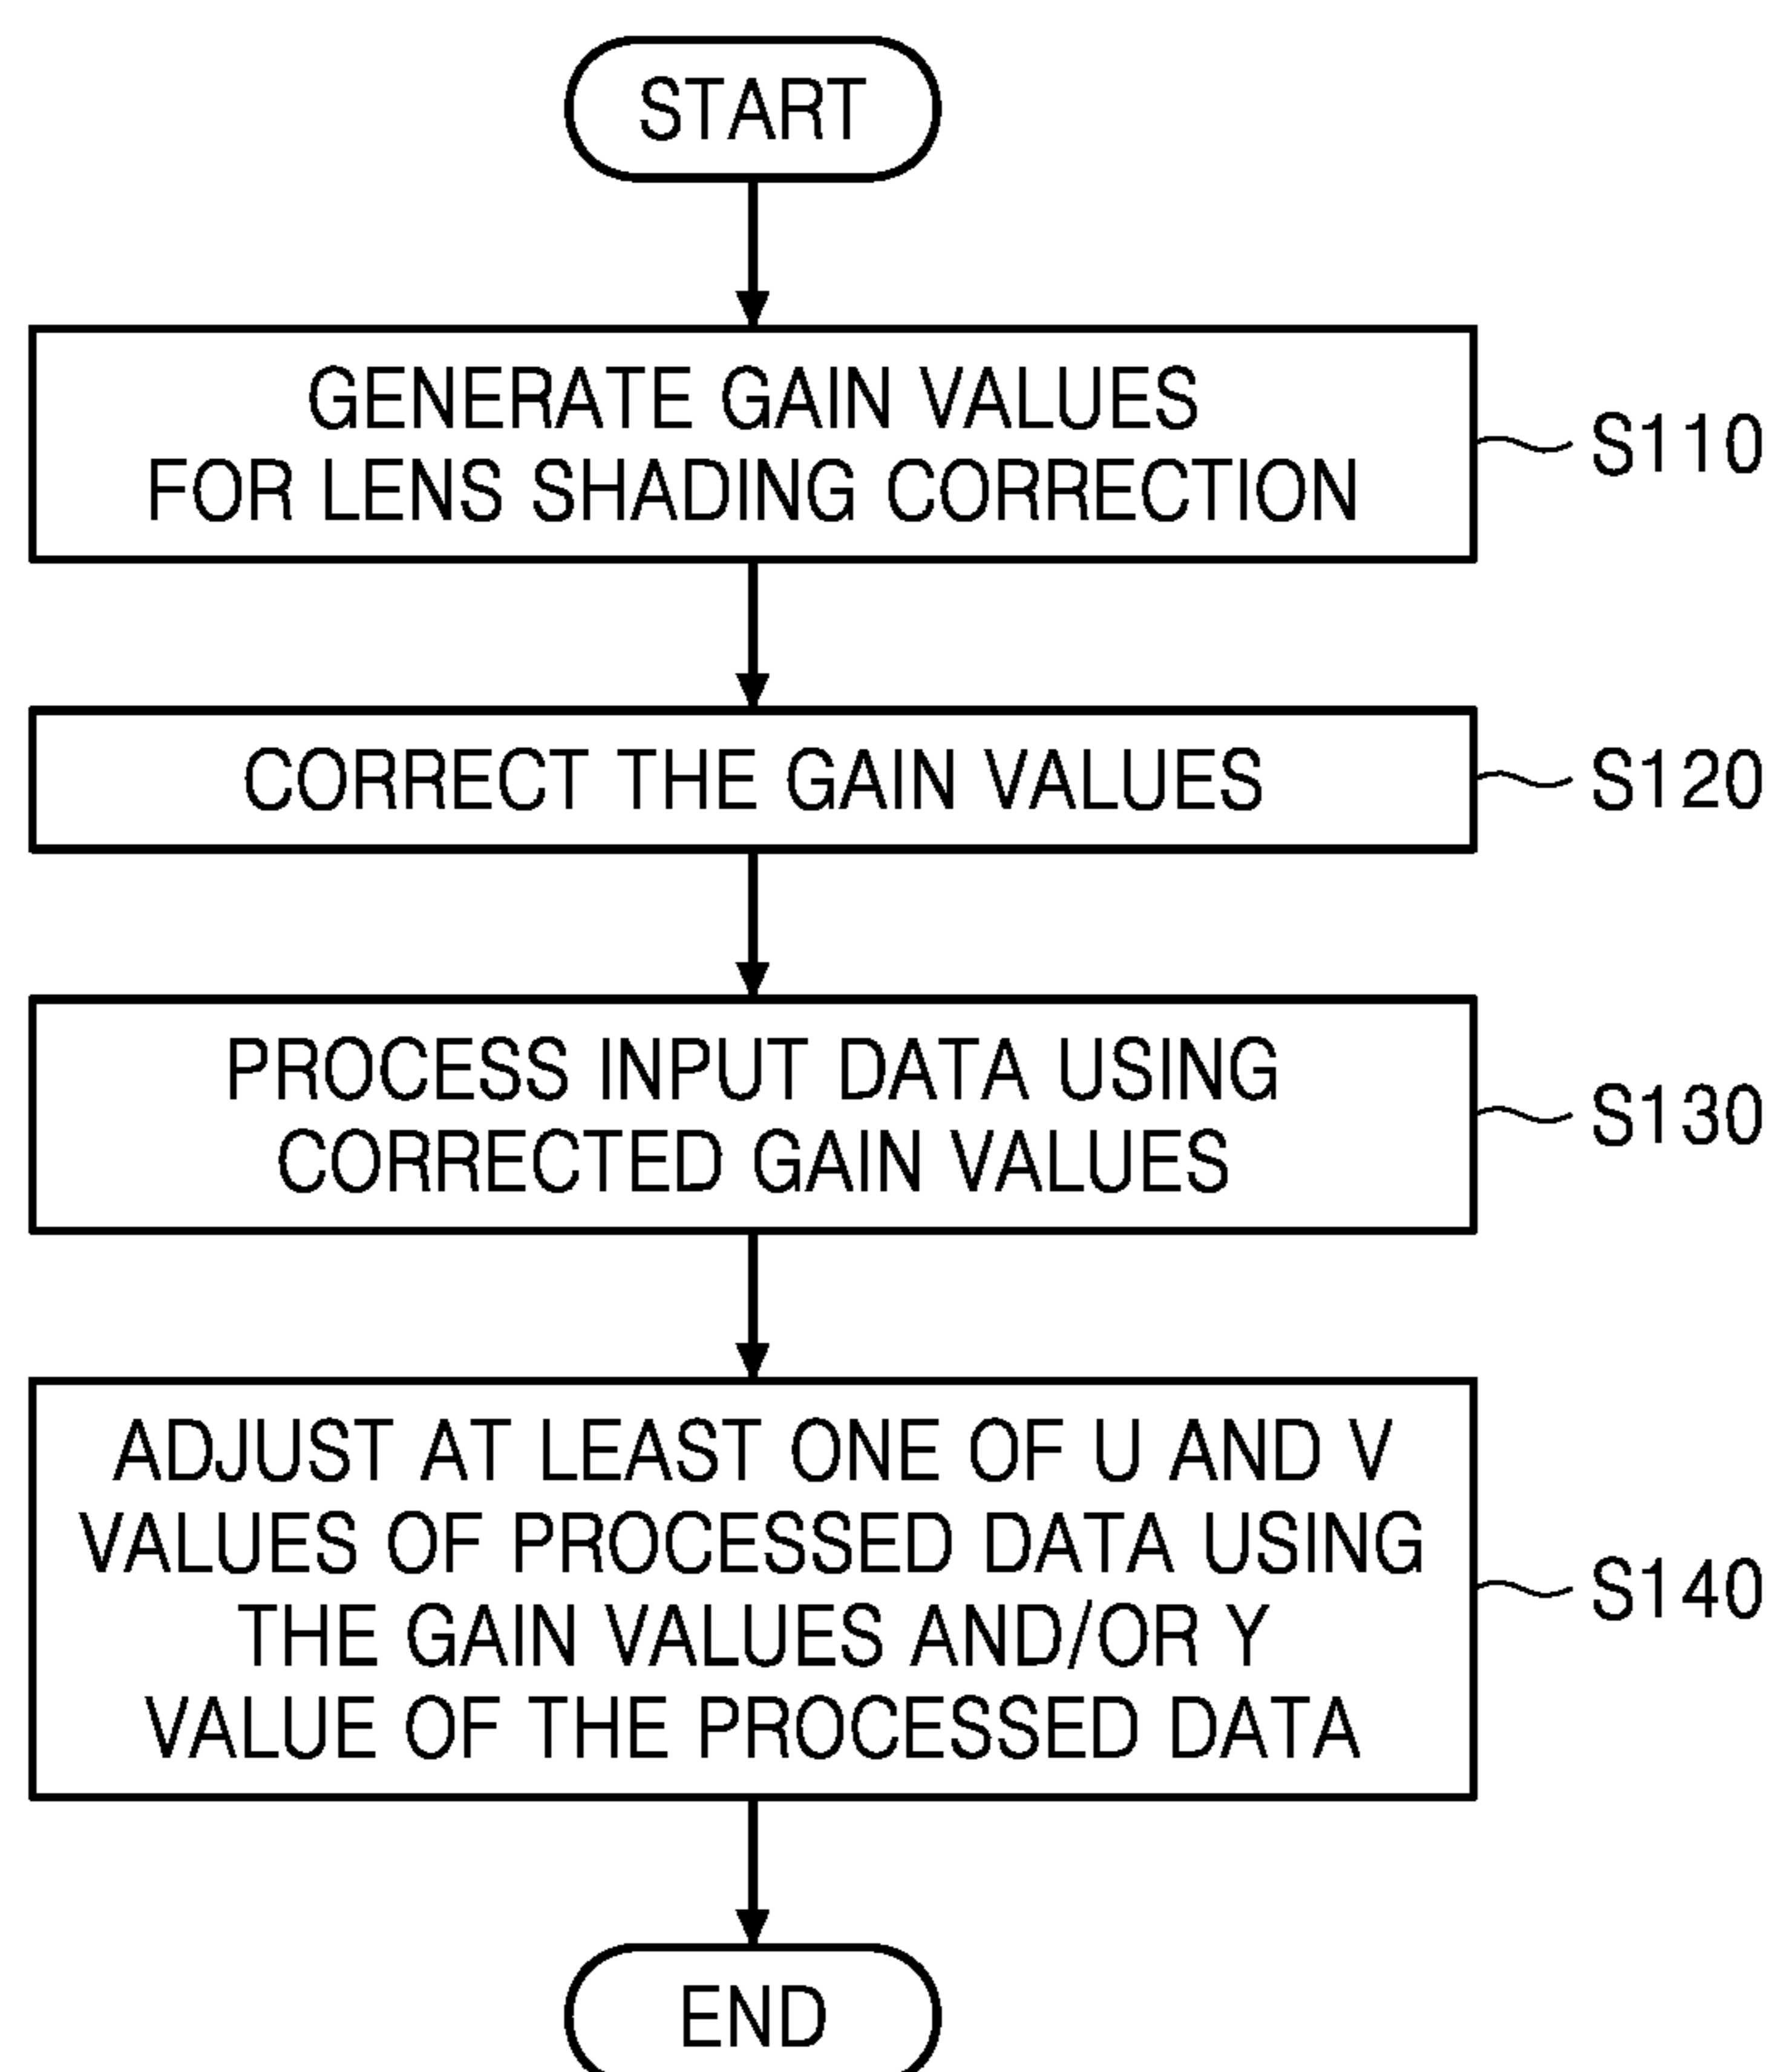 START
GENERATE GAIN VALUES
FOR LENS SHADING CORRECTION
S110
CORRECT THE GAIN VALUES
S120
PROCESS INPUT DATA USING
CORRECTED GAIN VALUES
S130
ADJUST AT LEAST ONE OF U AND V
VALUES OF PROCESSED DATA USING
THE GAIN VALUES AND/OR Y
VALUE OF THE PROCESSED DATA
S140
END